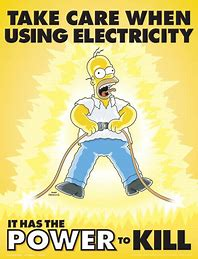 TAKE CARE WHEN
USING ELECTRICITY
IT HAS THE
POWER TO KILL